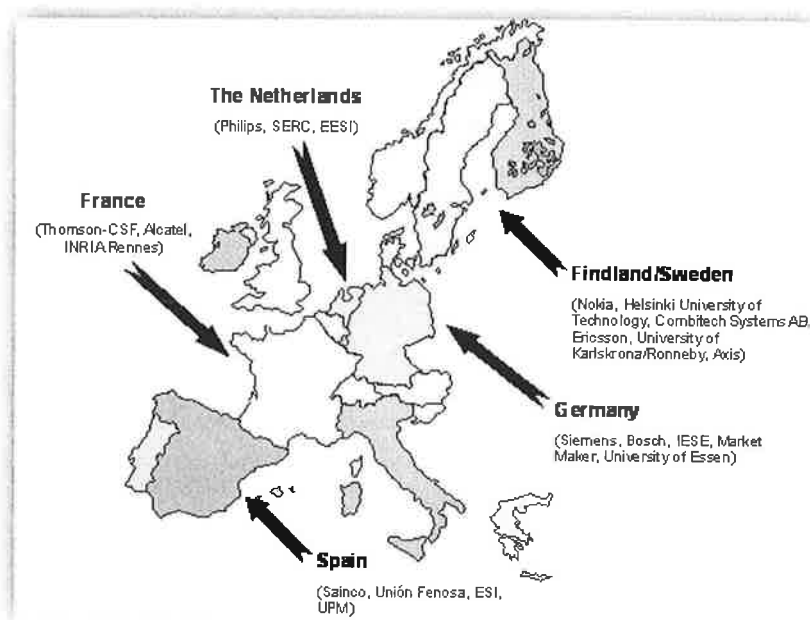 The Netherlands
(Philips, SERC, EESI)
France
(Thomson-CSF, Alcatel,
INRIA Rennes)
Findland/Sweden
(Nokia, Helsinki University of
Technology, Combitech Systems AB,
Ericsson, University of
Karlskrona/Ronneby, Axis)
Germany
(Siemens, Bosch, IESE, Market
Maker, University of Essen)
Spain
(Sainco, Unión Fenosa, ESI,
UPM)